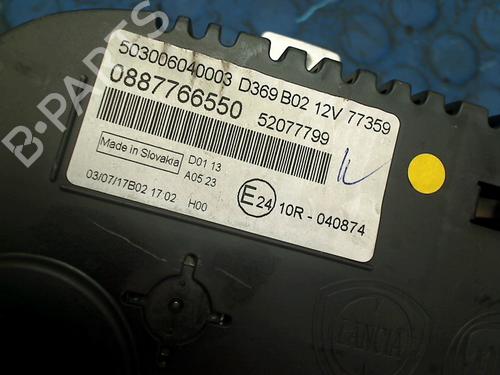 503006040003 D369 B02 12V 77359
0887766550 52077799
Made in Slovakia
D01 13
A05 23
03/07/17B02 17 02 H00
E24 10R - 040874
LANCIA
B-PARTS